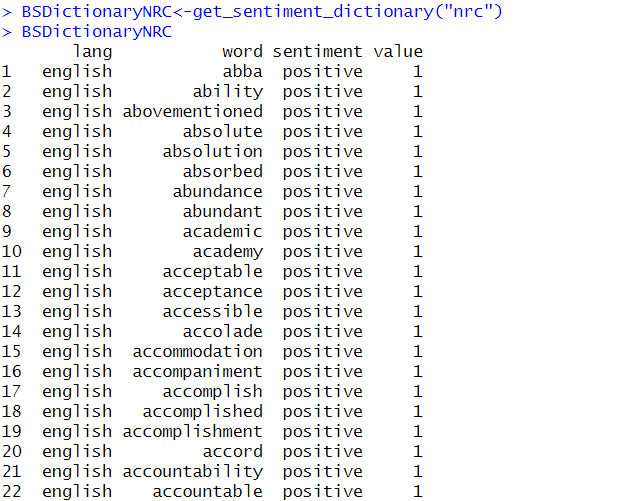 > BSDictionaryNRC<-get_sentiment_dictionary("nrc")
> BSDictionaryNRC
lang word sentiment value
1 english abba positive 1
2 english ability positive 1
3 english abovementioned positive 1
4 english absolute positive 1
5 english absolution positive 1
6 english absorbed positive 1
7 english abundance positive 1
8 english abundant positive 1
9 english academic positive 1
10 english academy positive 1
11 english acceptable positive 1
12 english acceptance positive 1
13 english accessible positive 1
14 english accolade positive 1
15 english accommodation positive 1
16 english accompaniment positive 1
17 english accomplish positive 1
18 english accomplished positive 1
19 english accomplishment positive 1
20 english accord positive 1
21 english accountability positive 1
22 english accountable positive 1